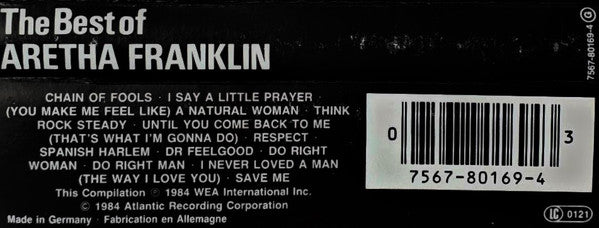 The Best of
ARETHA FRANKLIN
7567-80169-4 G
CHAIN OF FOOLS · I SAY A LITTLE PRAYER ·
(YOU MAKE ME FEEL LIKE) A NATURAL WOMAN · THINK
ROCK STEADY · UNTIL YOU COME BACK TO ME
(THAT'S WHAT I'M GONNA DO) · RESPECT ·
SPANISH HARLEM · DR FEELGOOD · DO RIGHT
WOMAN · DO RIGHT MAN · I NEVER LOVED A MAN
(THE WAY I LOVE YOU) · SAVE ME
This Compilation ℗ 1984 WEA International Inc.
© 1984 Atlantic Recording Corporation
Made in Germany · Fabrication en Allemagne
0 3
7567-80169-4
LC 0121